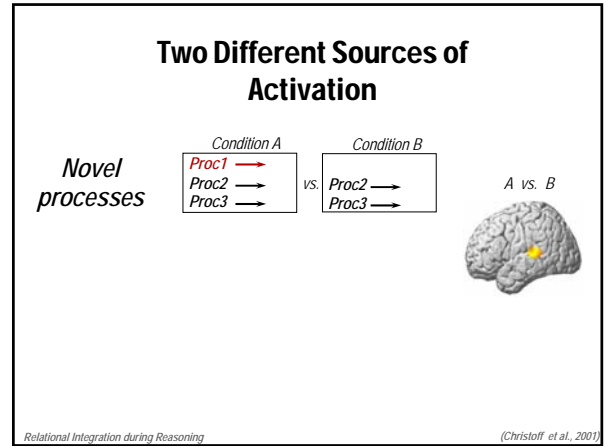 Two Different Sources of
Activation
Novel
processes
Condition A
Proc1
Proc2
Proc3
vs.
Condition B
Proc2
Proc3
A vs. B
Relational Integration during Reasoning
(Christoff et al., 2001)